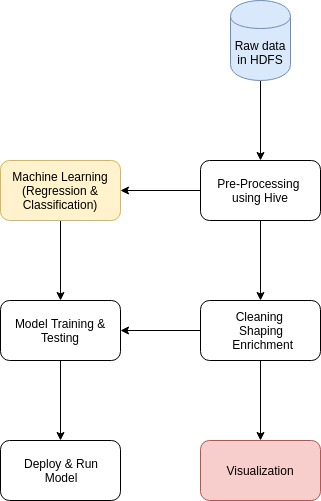 Raw data
in HDFS
Machine Learning
(Regression &
Classification)
Pre-Processing
using Hive
Model Training &
Testing
Cleaning
Shaping
Enrichment
Deploy & Run
Model
Visualization